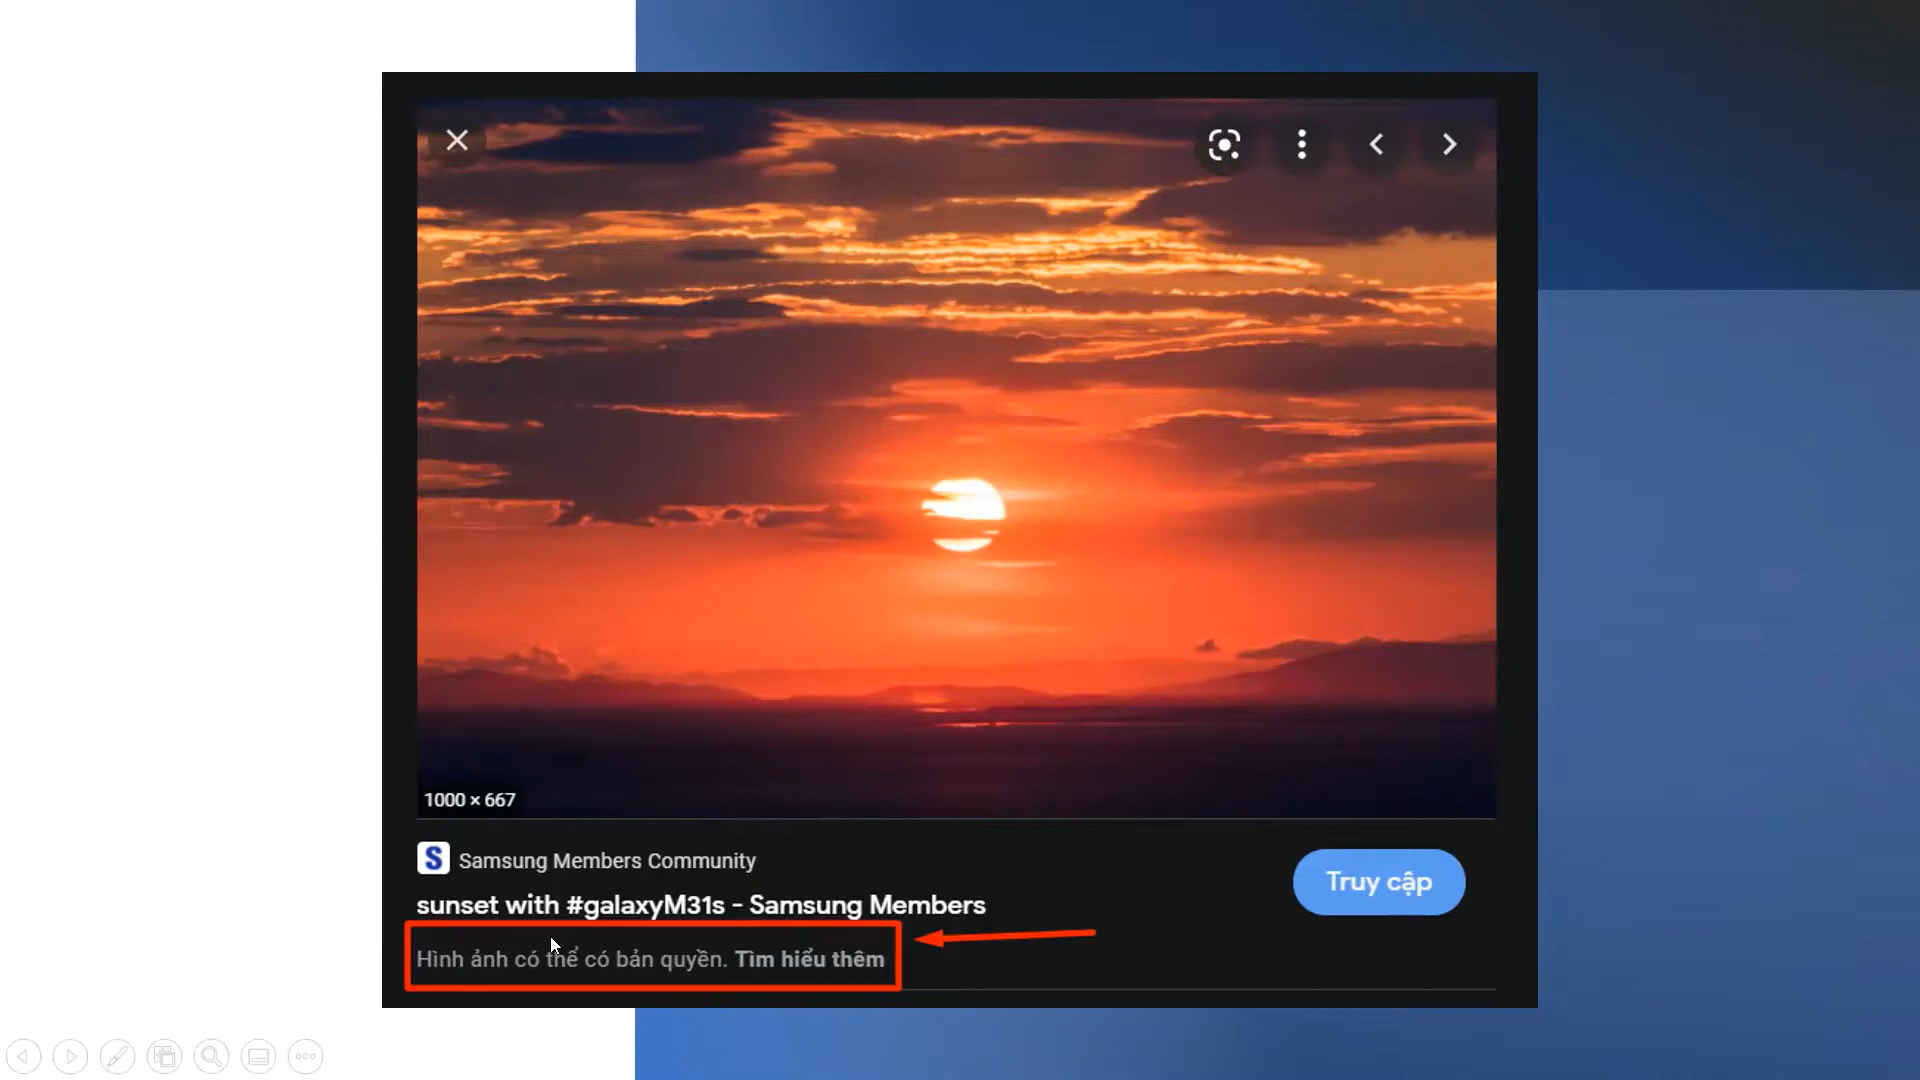 1000 × 667
S Samsung Members Community
sunset with #galaxyM31s - Samsung Members
Truy cập
Hình ảnh có thể có bản quyền. Tìm hiểu thêm